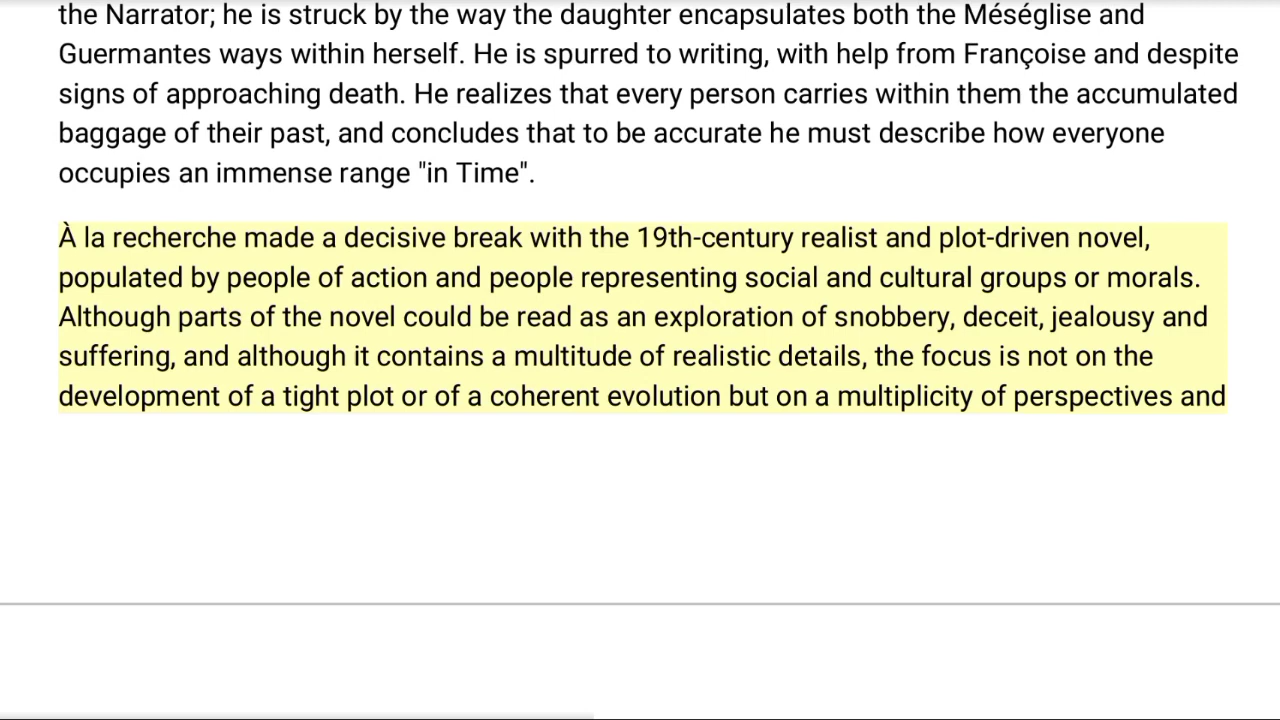 the Narrator; he is struck by the way the daughter encapsulates both the Méséglise and
Guermantes ways within herself. He is spurred to writing, with help from Françoise and despite
signs of approaching death. He realizes that every person carries within them the accumulated
baggage of their past, and concludes that to be accurate he must describe how everyone
occupies an immense range "in Time".
À la recherche made a decisive break with the 19th-century realist and plot-driven novel,
populated by people of action and people representing social and cultural groups or morals.
Although parts of the novel could be read as an exploration of snobbery, deceit, jealousy and
suffering, and although it contains a multitude of realistic details, the focus is not on the
development of a tight plot or of a coherent evolution but on a multiplicity of perspectives and